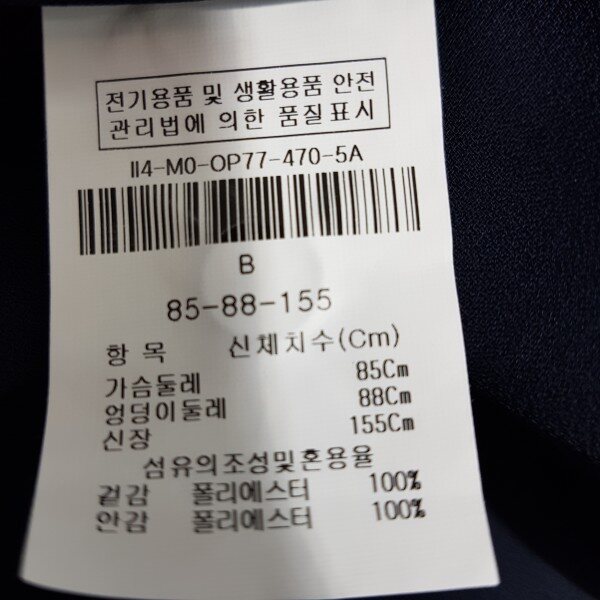 전기용품 및 생활용품 안전
관리법에 의한 품질표시
II4-M0-OP77-470-5A
B
85-88-155
항 목 신체치수(Cm)
가슴둘레 85Cm
엉덩이둘레 88Cm
신장 155Cm
섬유의조성및혼용율
겉감 폴리에스터 100%
안감 폴리에스터 100%